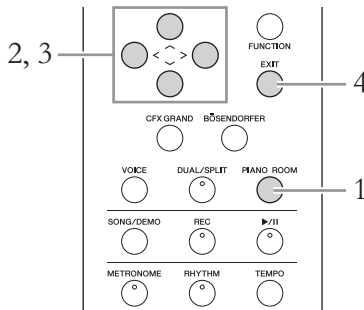 2, 3
FUNCTION
EXIT
4
CFX GRAND BÖSENDORFER
VOICE DUAL/SPLIT PIANO ROOM
1
SONG/DEMO REC ►/II
METRONOME RHYTHM TEMPO